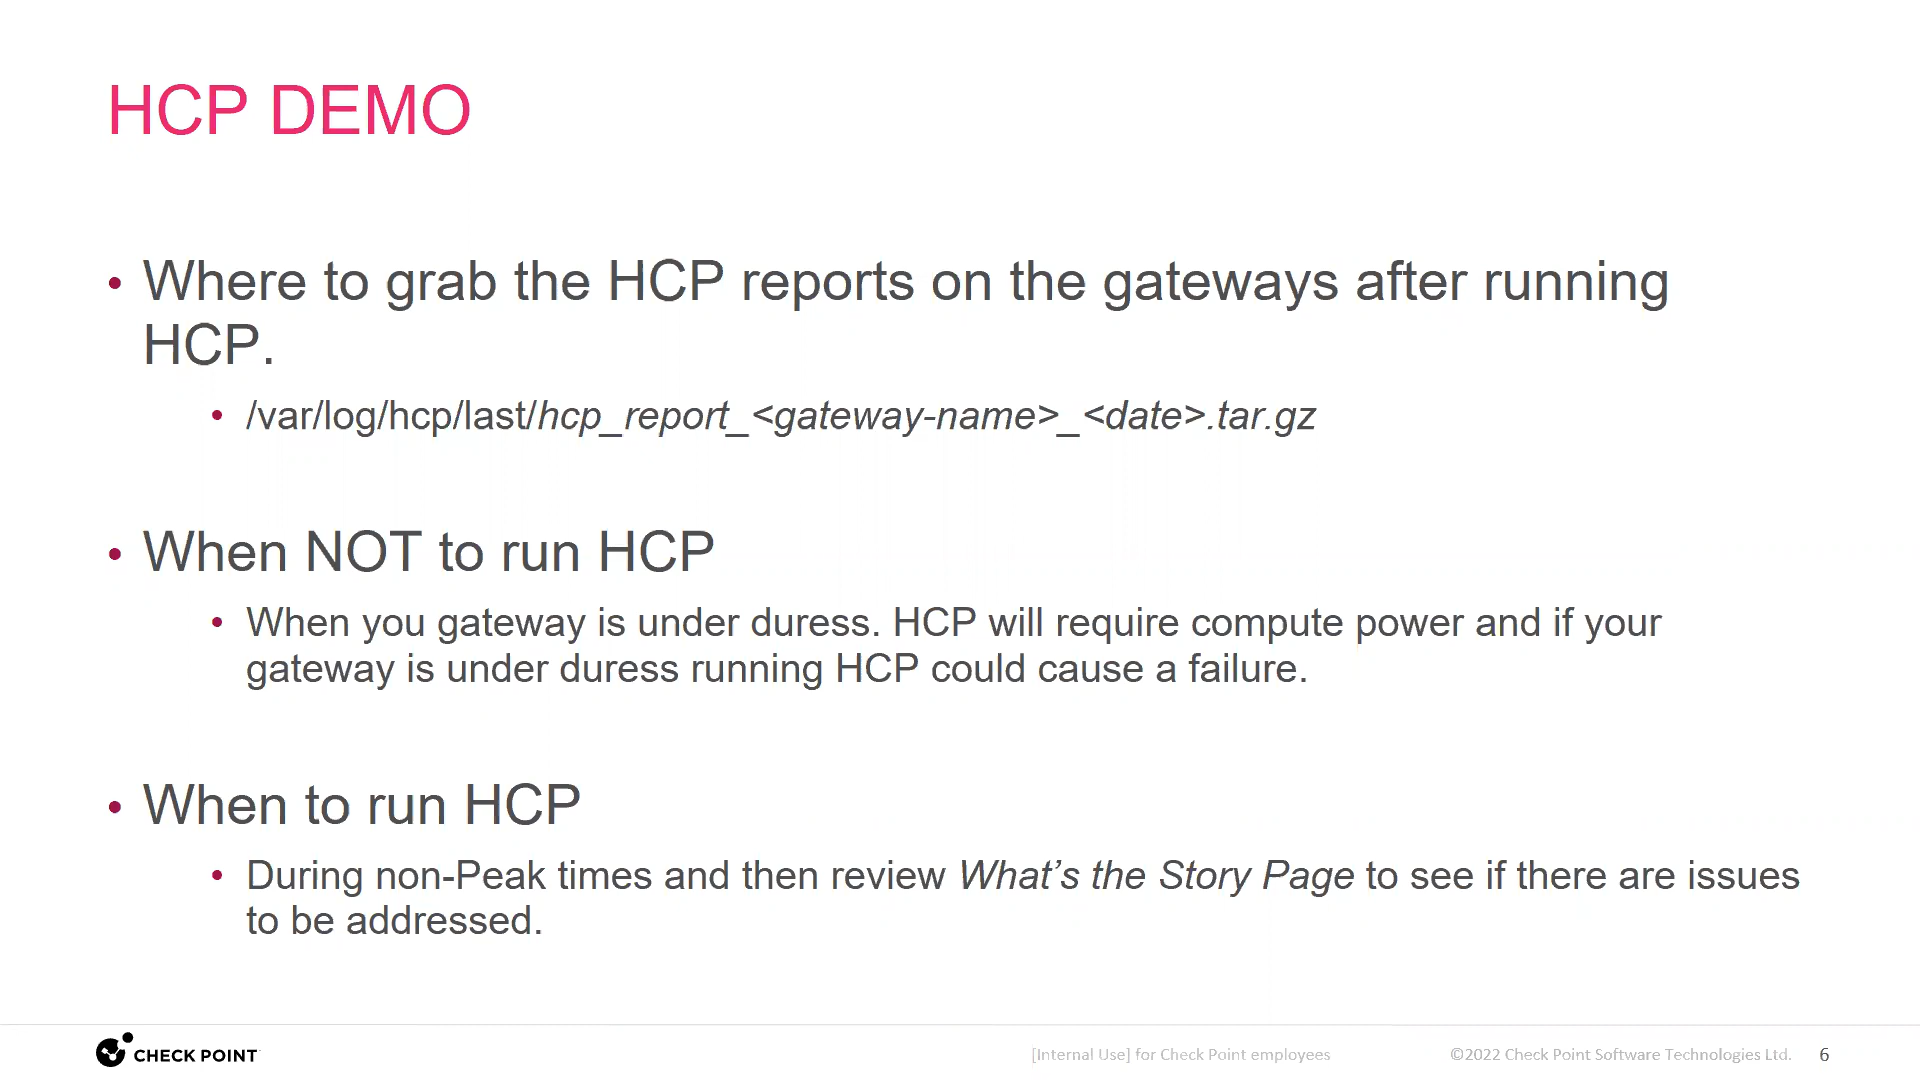 HCP DEMO
• Where to grab the HCP reports on the gateways after running
HCP.
• /var/log/hcp/last/hcp_report_<gateway-name>_<date>.tar.gz
• When NOT to run HCP
• When you gateway is under duress. HCP will require compute power and if your
gateway is under duress running HCP could cause a failure.
• When to run HCP
• During non-Peak times and then review What’s the Story Page to see if there are issues
to be addressed.
CHECK POINT
[Internal Use] for Check Point employees
©2022 Check Point Software Technologies Ltd.
6